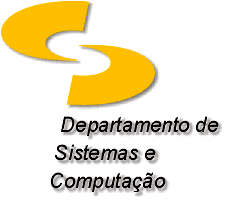 Departamento de
Sistemas e
Computação